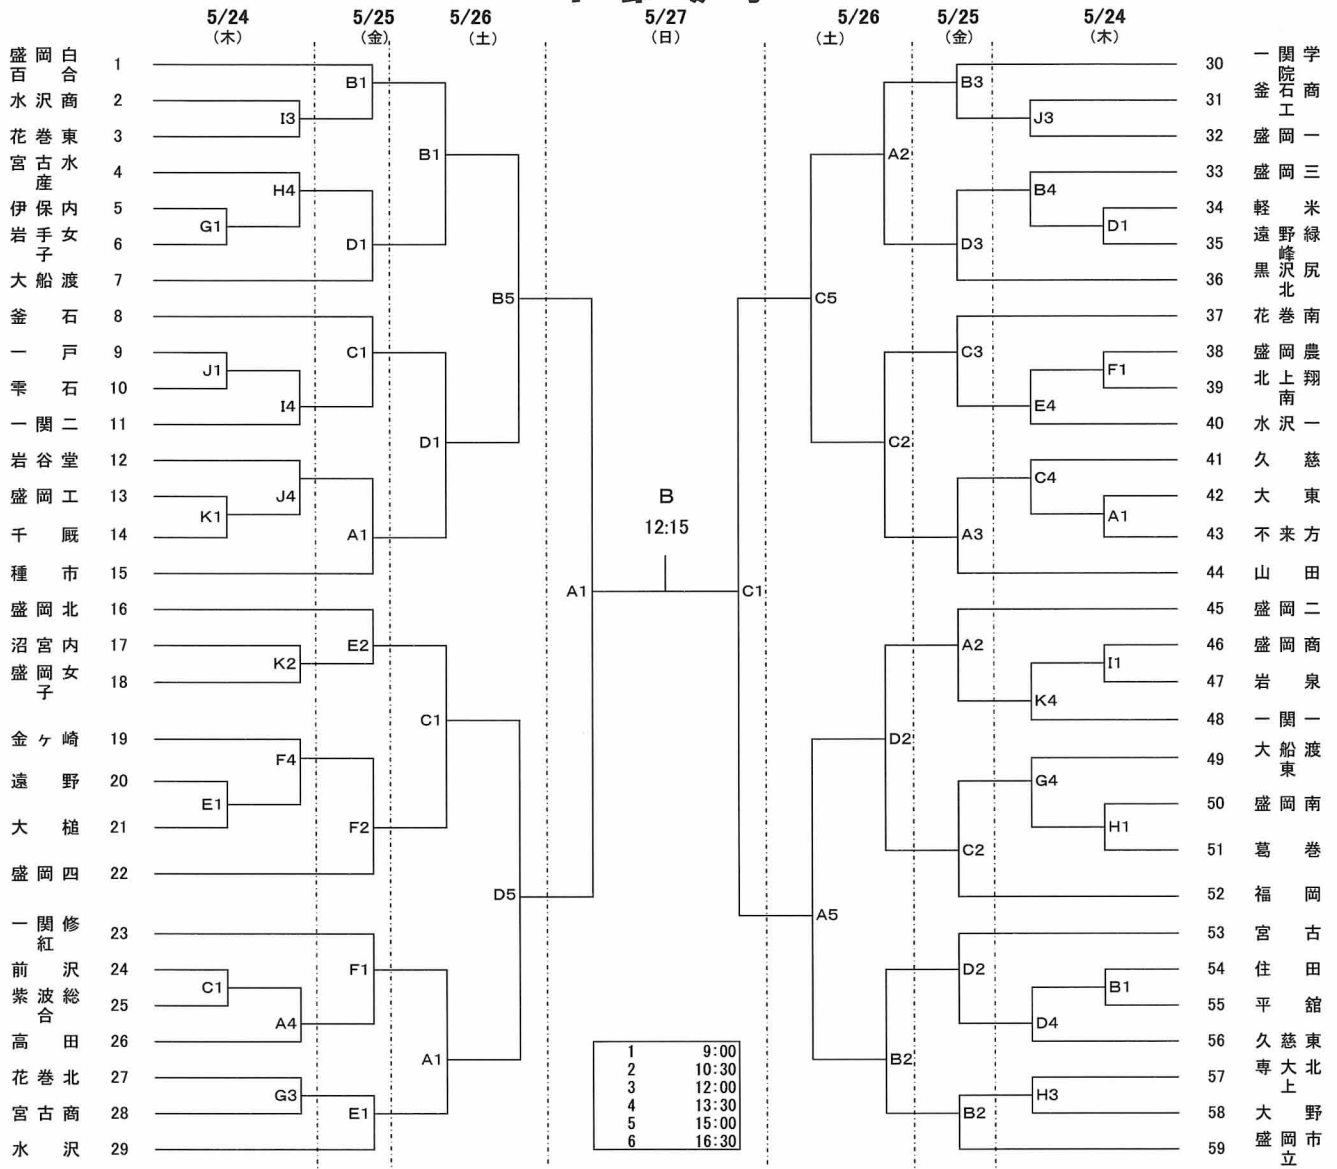 5/24 5/25 5/26 5/27 5/26 5/25 5/24
(木) (金) (土) (日) (土) (金) (木)
盛岡白百合 1
水沢商 2
花巻東 3
宮古水産 4
伊保内 5
岩手女子 6
大船渡 7
釜石 8
一戸 9
雫石 10
一関二 11
岩谷堂 12
盛岡工 13
千厩 14
種市 15
盛岡北 16
沼宮内 17
盛岡女子 18
金ヶ崎 19
遠野 20
大槌 21
盛岡四 22
一関修紅 23
前沢 24
紫波総合 25
高田 26
花巻北 27
宮古商 28
水沢 29
G1
J1
K1
E1
C1
I3
H4
I4
J4
K2
F4
A4
G3
B1
D1
C1
A1
E2
F2
F1
E1
B1
D1
C1
A1
B5
D5
A1
B
12:15
C1
C5
A5
A2
C2
D2
B2
B3
D3
C3
A3
A2
C2
D2
B2
J3
B4
E4
C4
K4
G4
D4
H3
D1
F1
A1
I1
H1
B1
30 一関学院
31 釜石商工
32 盛岡一
33 盛岡三
34 軽米
35 遠野緑峰
36 黒沢尻北
37 花巻南
38 盛岡農
39 北上翔南
40 水沢一
41 久慈
42 大東
43 不来方
44 山田
45 盛岡二
46 盛岡商
47 岩泉
48 一関一
49 大船渡東
50 盛岡南
51 葛巻
52 福岡
53 宮古
54 住田
55 平舘
56 久慈東
57 専大北上
58 大野
59 盛岡市立
1 9:00
2 10:30
3 12:00
4 13:30
5 15:00
6 16:30